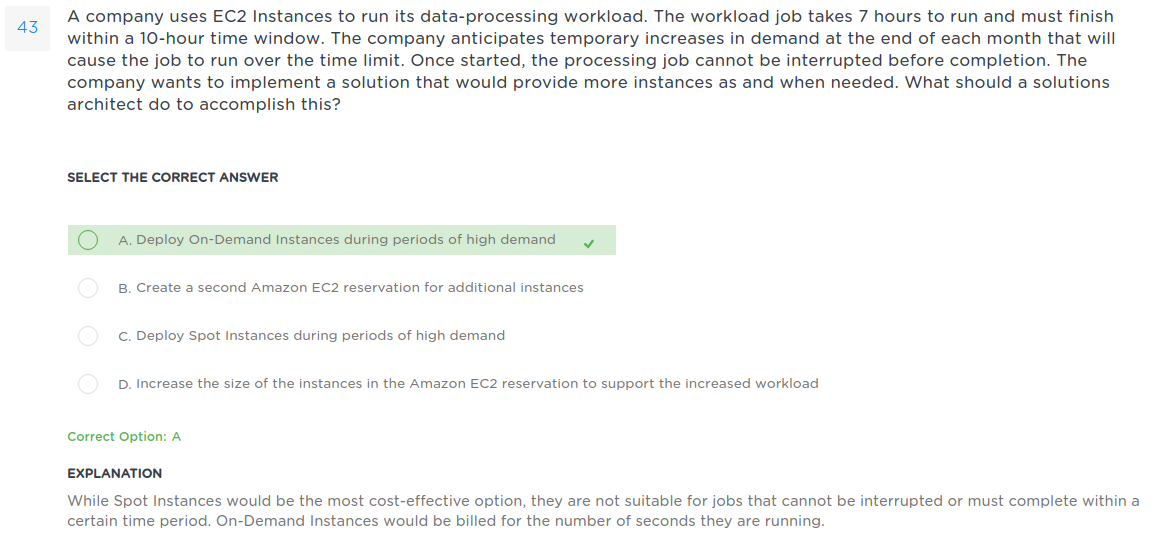 43
A company uses EC2 Instances to run its data-processing workload. The workload job takes 7 hours to run and must finish
within a 10-hour time window. The company anticipates temporary increases in demand at the end of each month that will
cause the job to run over the time limit. Once started, the processing job cannot be interrupted before completion. The
company wants to implement a solution that would provide more instances as and when needed. What should a solutions
architect do to accomplish this?
SELECT THE CORRECT ANSWER
A. Deploy On-Demand Instances during periods of high demand
B. Create a second Amazon EC2 reservation for additional instances
C. Deploy Spot Instances during periods of high demand
D. Increase the size of the instances in the Amazon EC2 reservation to support the increased workload
Correct Option: A
EXPLANATION
While Spot Instances would be the most cost-effective option, they are not suitable for jobs that cannot be interrupted or must complete within a
certain time period. On-Demand Instances would be billed for the number of seconds they are running.